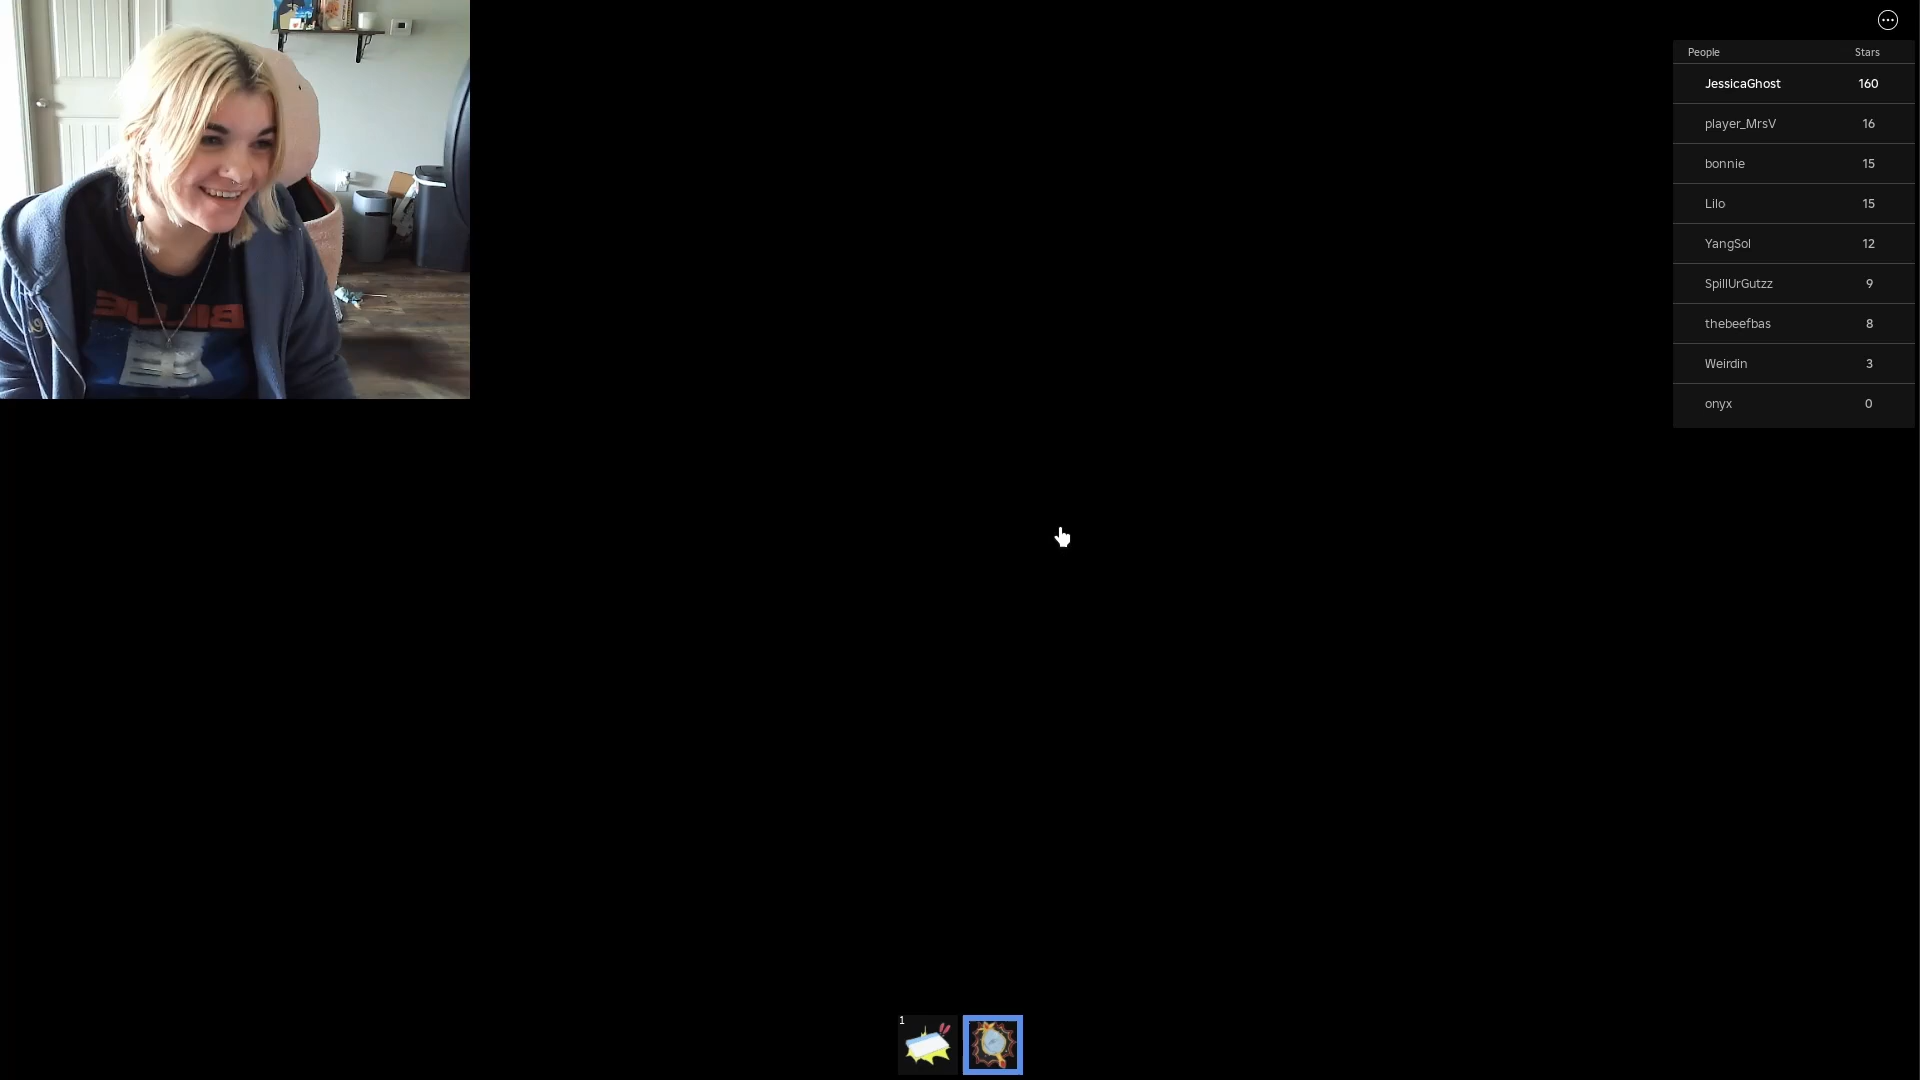 BILLIE
People Stars
JessicaGhost 160
player_MrsV 16
bonnie 15
Lilo 15
YangSol 12
SpillUrGutzz 9
thebeefbas 8
Weirdin 3
onyx 0
1